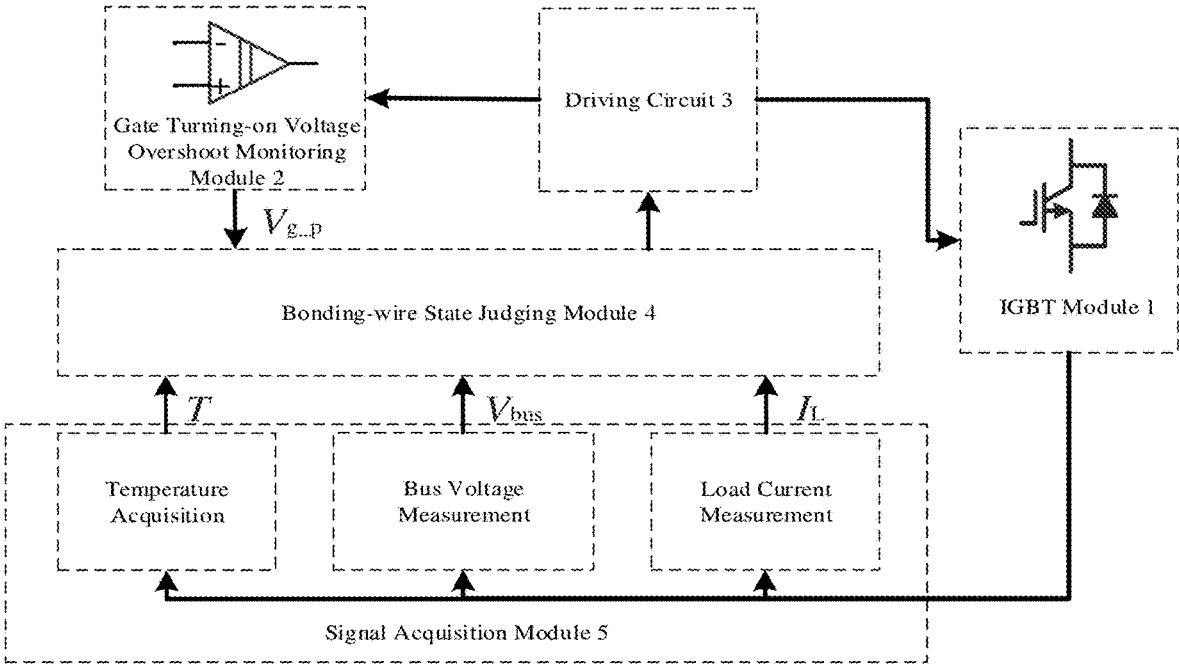 Gate Turning-on Voltage
Overshoot Monitoring
Module 2
Driving Circuit 3
IGBT Module 1
V_g_p
Bonding-wire State Judging Module 4
T
V_bus
I_L
Temperature
Acquisition
Bus Voltage
Measurement
Load Current
Measurement
Signal Acquisition Module 5